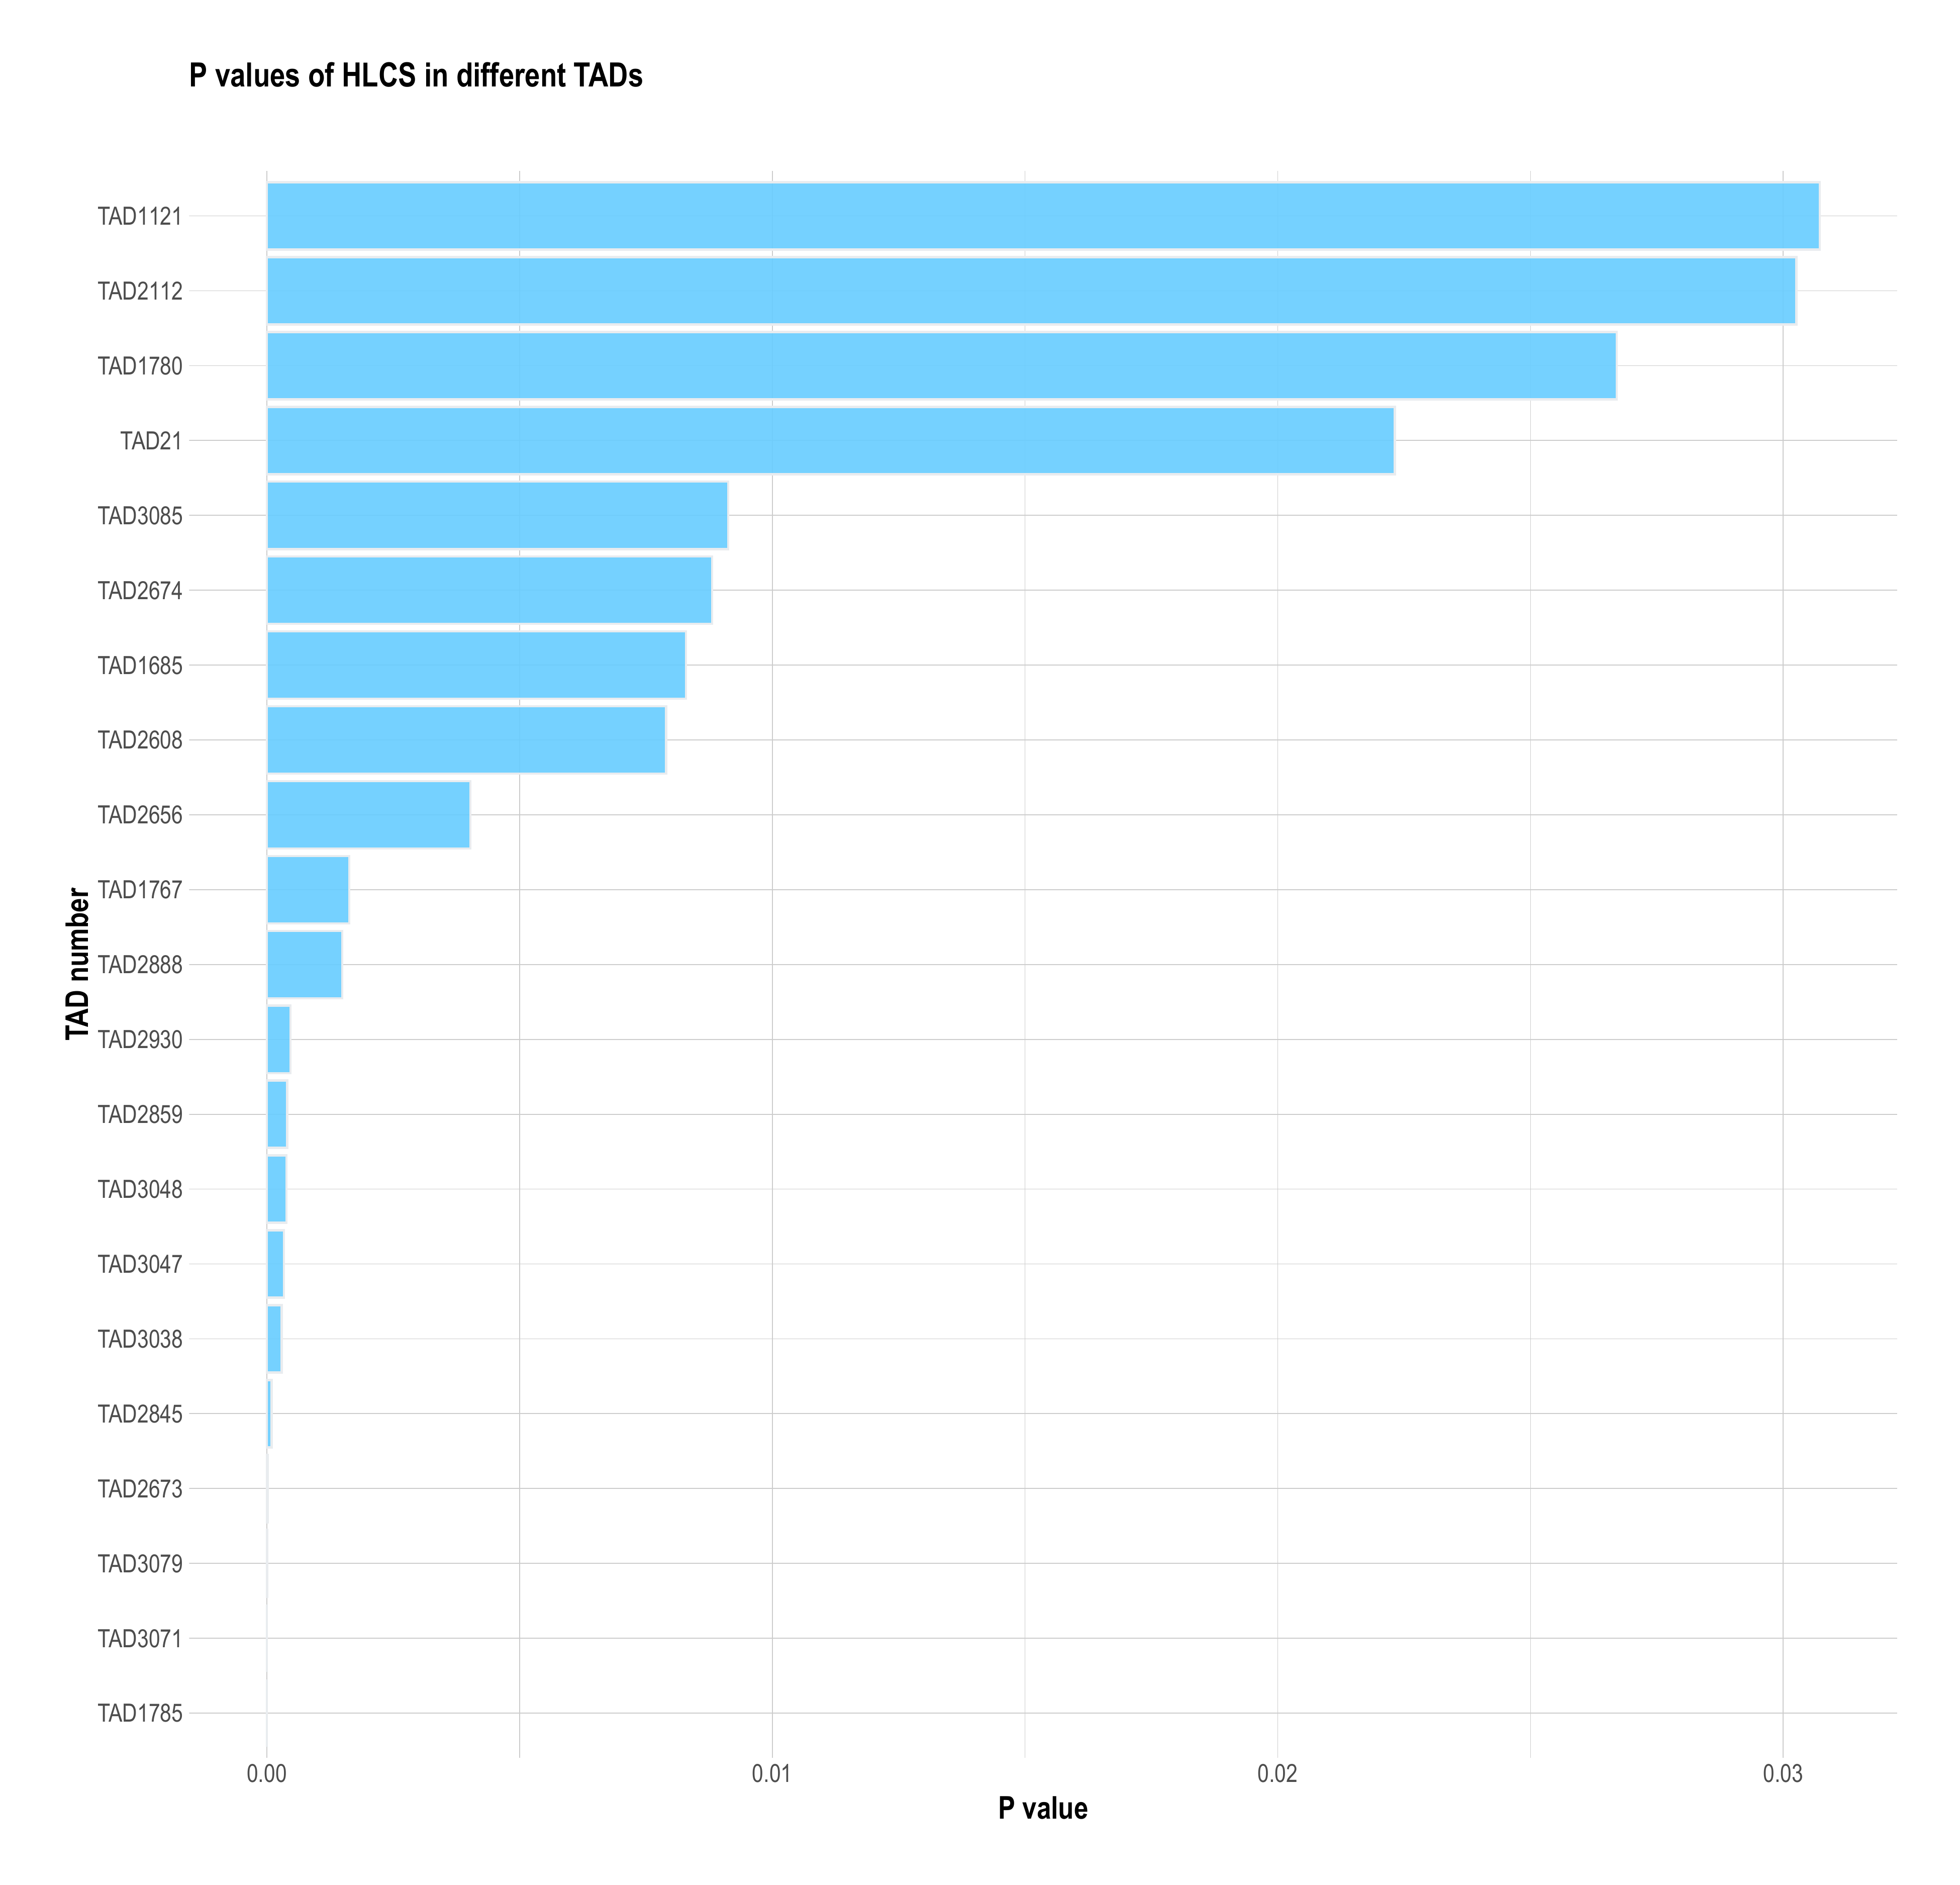 P values of HLCS in different TADs
TAD1121
TAD2112
TAD1780
TAD21
TAD3085
TAD2674
TAD1685
TAD2608
TAD2656
TAD1767
TAD2888
TAD2930
TAD2859
TAD3048
TAD3047
TAD3038
TAD2845
TAD2673
TAD3079
TAD3071
TAD1785
TAD number
0.00 0.01 0.02 0.03
P value